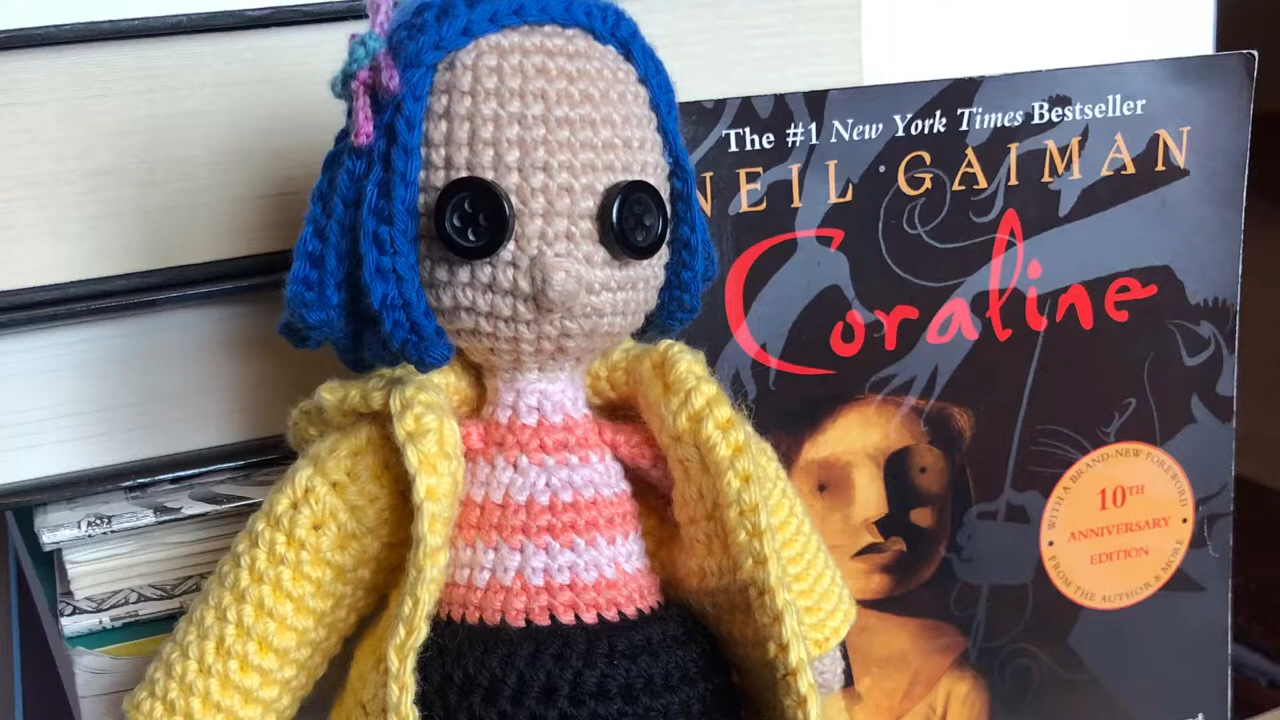 The #1 New York Times Bestseller
NEIL GAIMAN
Coraline
WITH A BRAND-NEW FOREWORD
10TH
ANNIVERSARY
EDITION
FROM THE AUTHOR & MORE